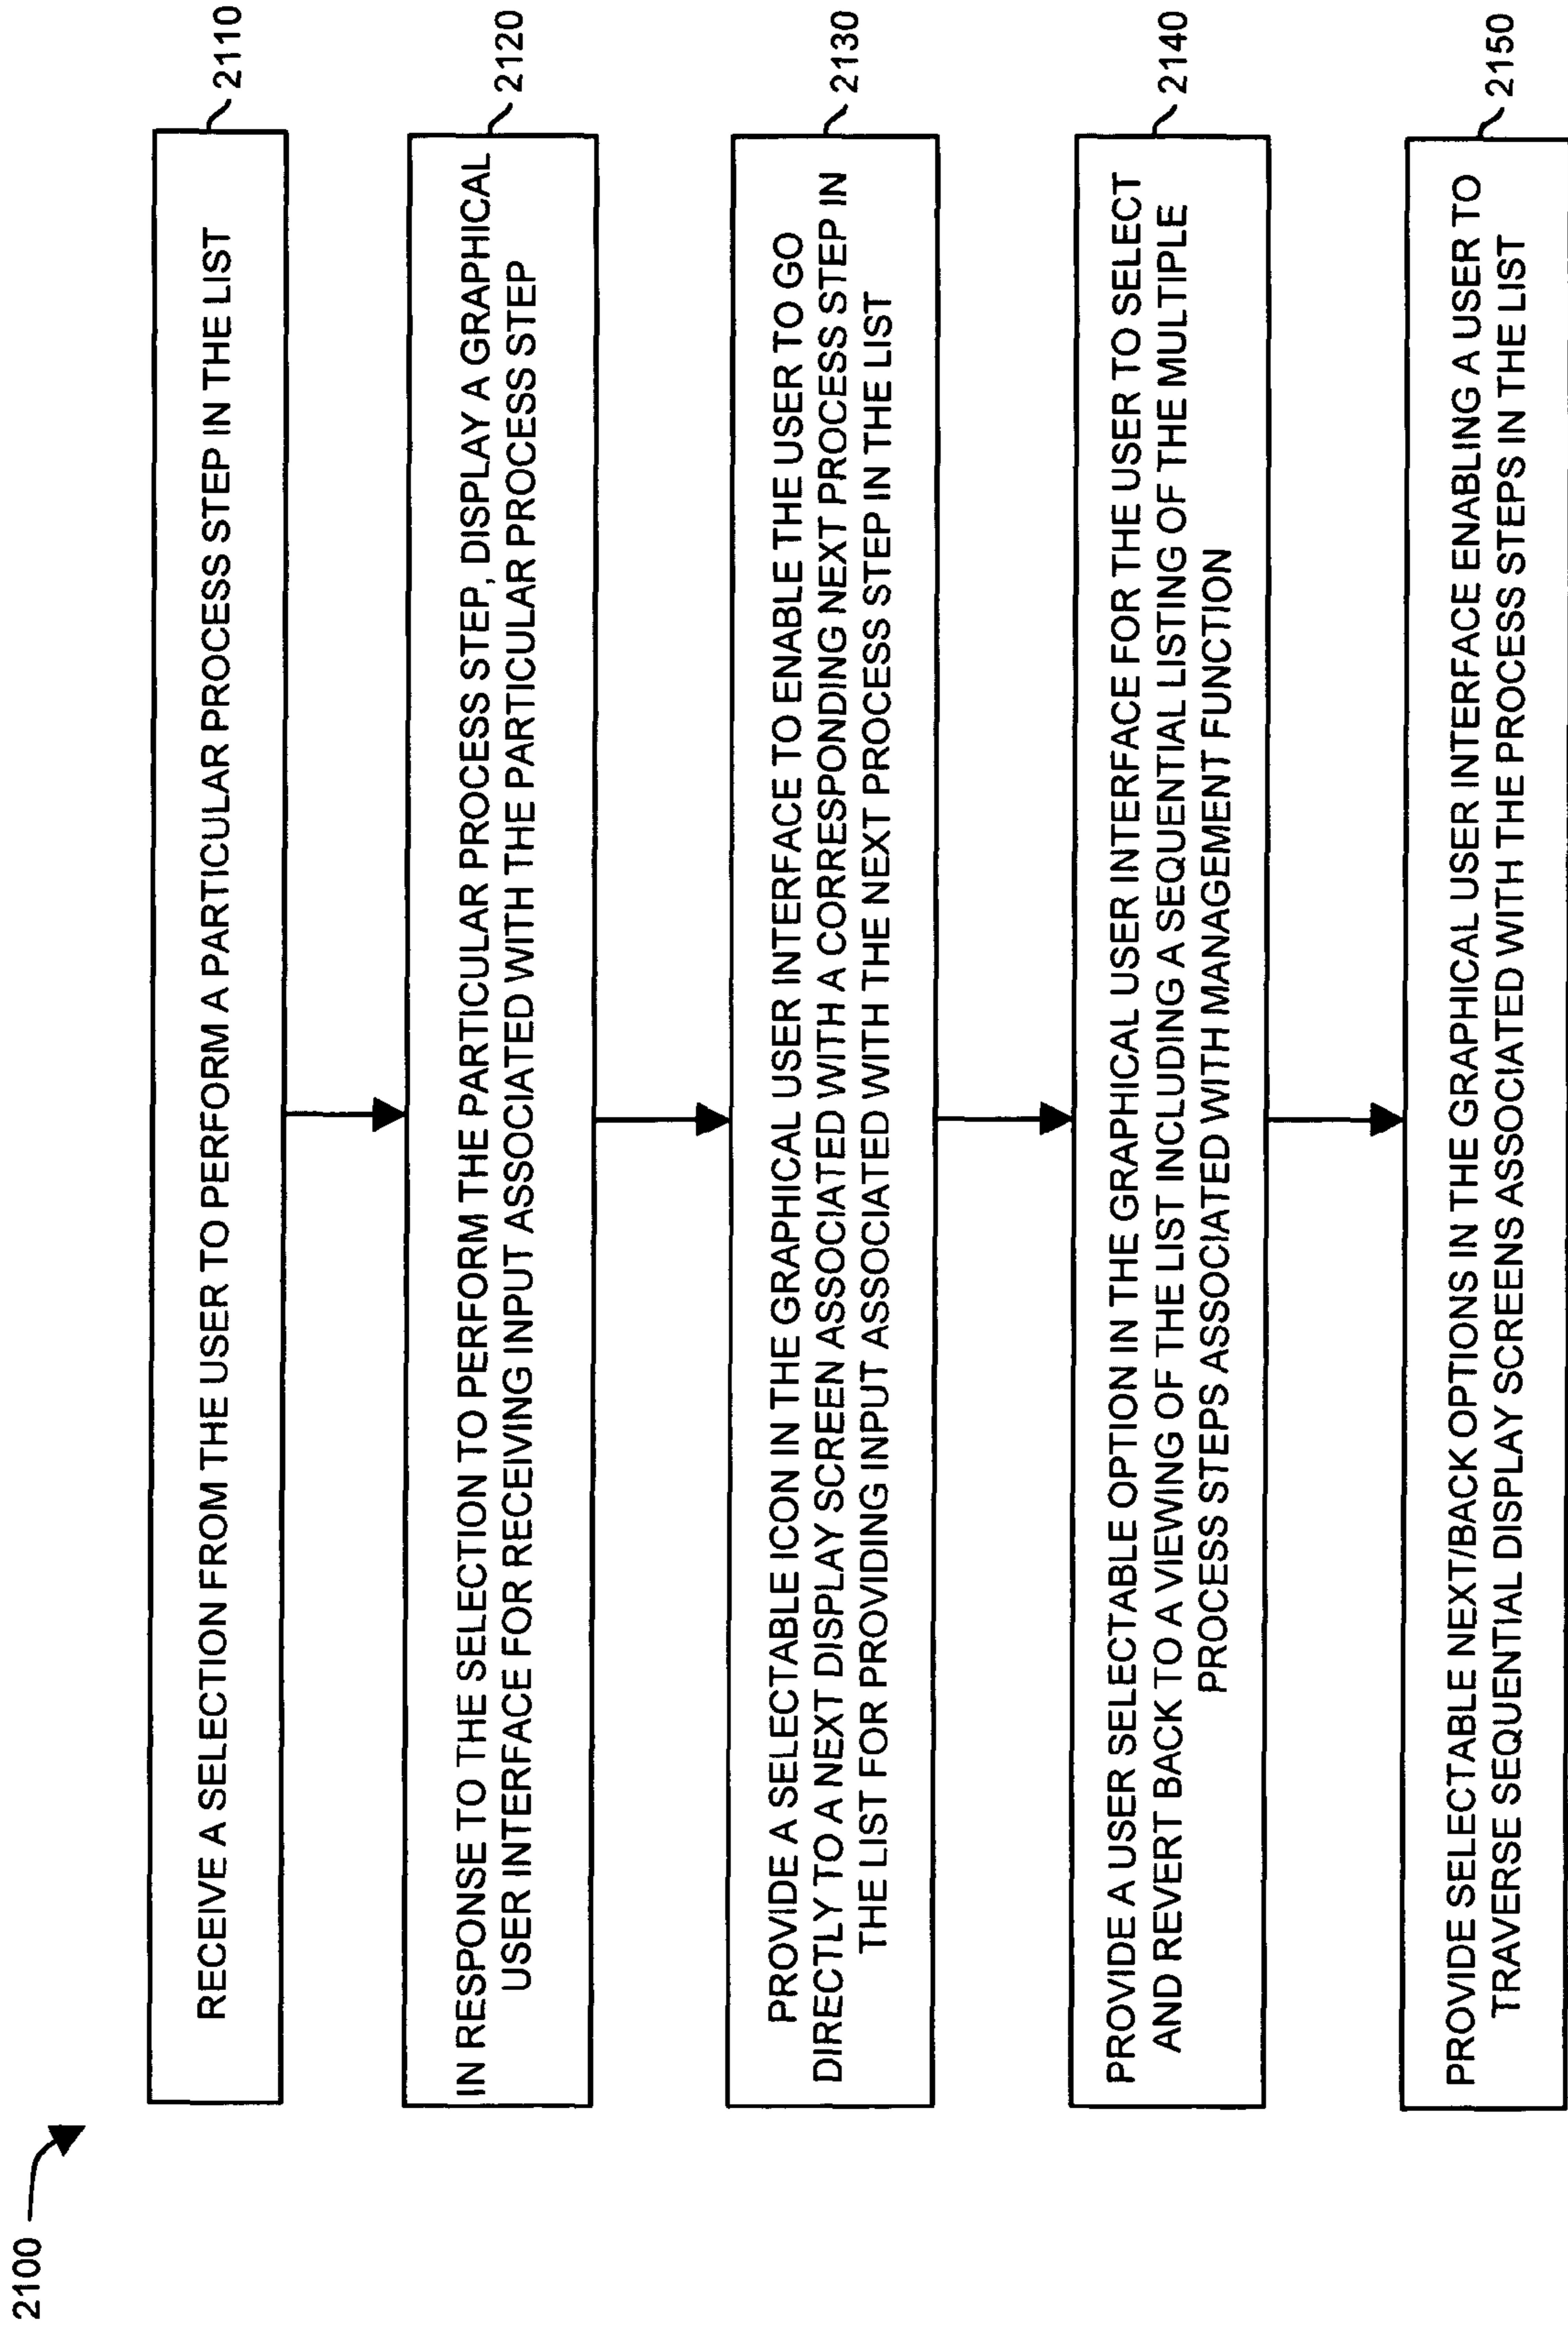 2100
RECEIVE A SELECTION FROM THE USER TO PERFORM A PARTICULAR PROCESS STEP IN THE LIST
2110
IN RESPONSE TO THE SELECTION TO PERFORM THE PARTICULAR PROCESS STEP, DISPLAY A GRAPHICAL
USER INTERFACE FOR RECEIVING INPUT ASSOCIATED WITH THE PARTICULAR PROCESS STEP
2120
PROVIDE A SELECTABLE ICON IN THE GRAPHICAL USER INTERFACE TO ENABLE THE USER TO GO
DIRECTLY TO A NEXT DISPLAY SCREEN ASSOCIATED WITH A CORRESPONDING NEXT PROCESS STEP IN
THE LIST FOR PROVIDING INPUT ASSOCIATED WITH THE NEXT PROCESS STEP IN THE LIST
2130
PROVIDE A USER SELECTABLE OPTION IN THE GRAPHICAL USER INTERFACE FOR THE USER TO SELECT
AND REVERT BACK TO A VIEWING OF THE LIST INCLUDING A SEQUENTIAL LISTING OF THE MULTIPLE
PROCESS STEPS ASSOCIATED WITH MANAGEMENT FUNCTION
2140
PROVIDE SELECTABLE NEXT/BACK OPTIONS IN THE GRAPHICAL USER INTERFACE ENABLING A USER TO
TRAVERSE SEQUENTIAL DISPLAY SCREENS ASSOCIATED WITH THE PROCESS STEPS IN THE LIST
2150